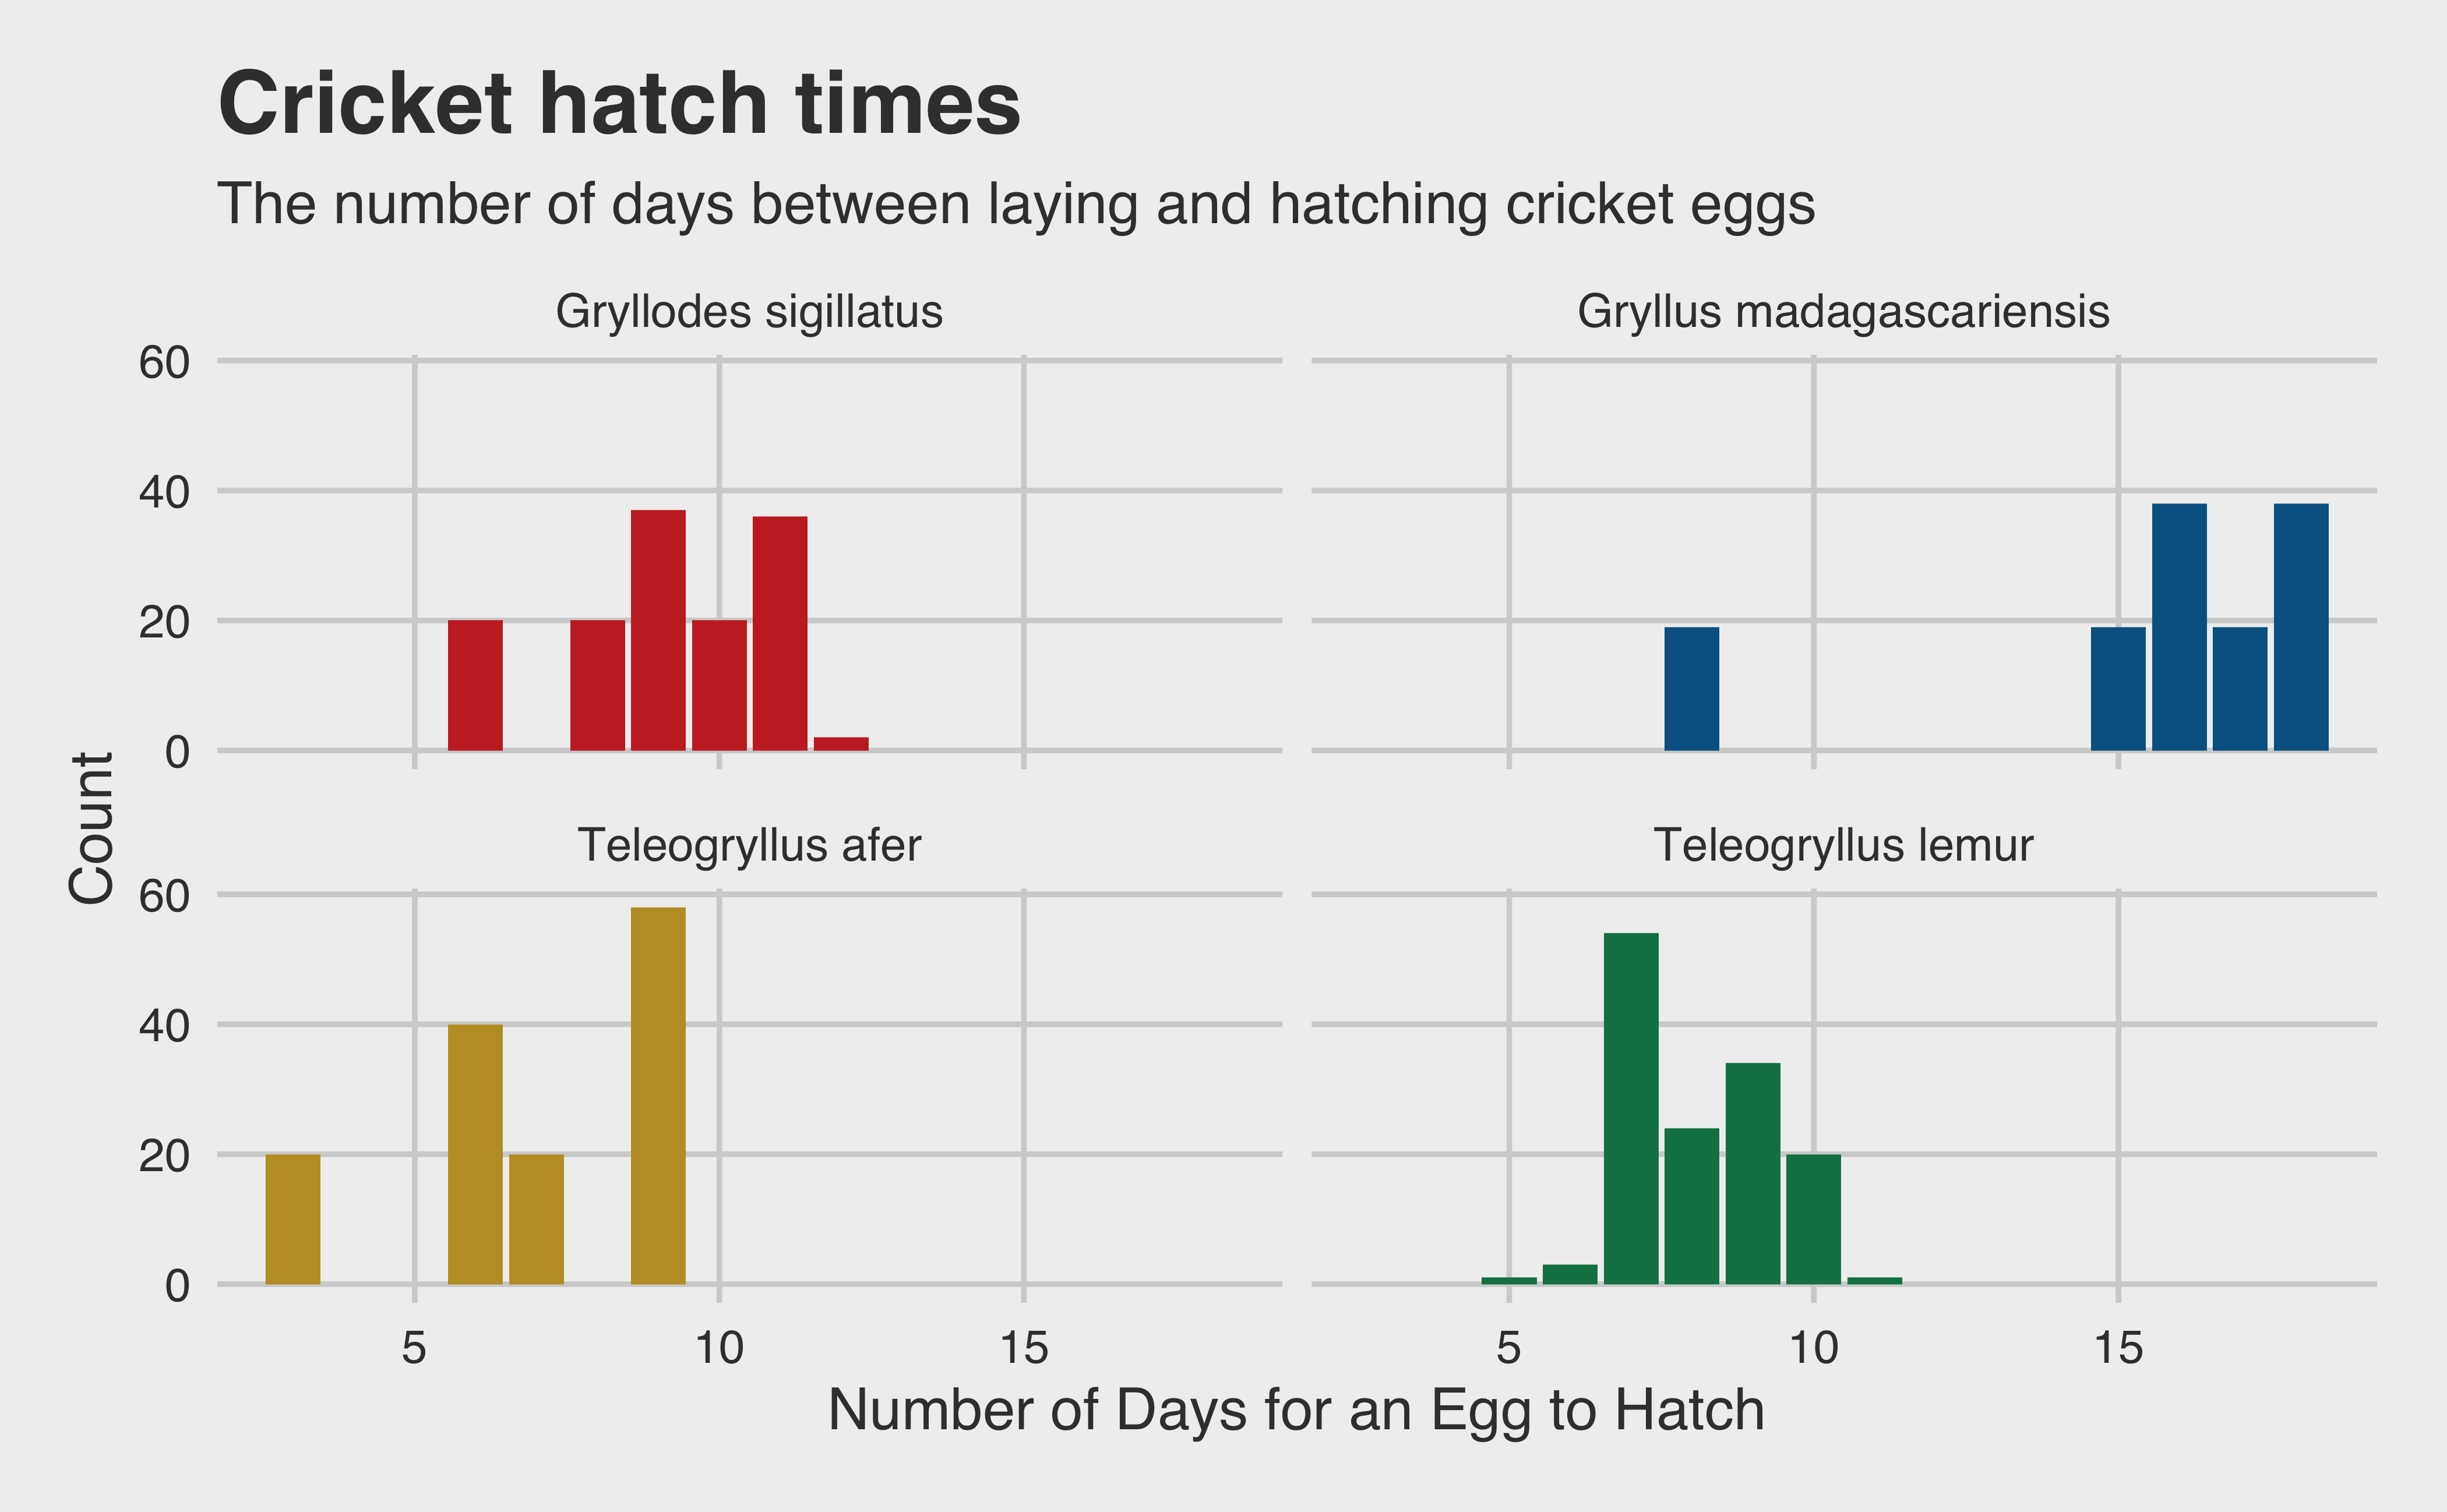 Cricket hatch times
The number of days between laying and hatching cricket eggs
Gryllodes sigillatus
Gryllus madagascariensis
60
40
20
0
Count
Teleogryllus afer
Teleogryllus lemur
60
40
20
0
5 10 15 5 10 15
Number of Days for an Egg to Hatch